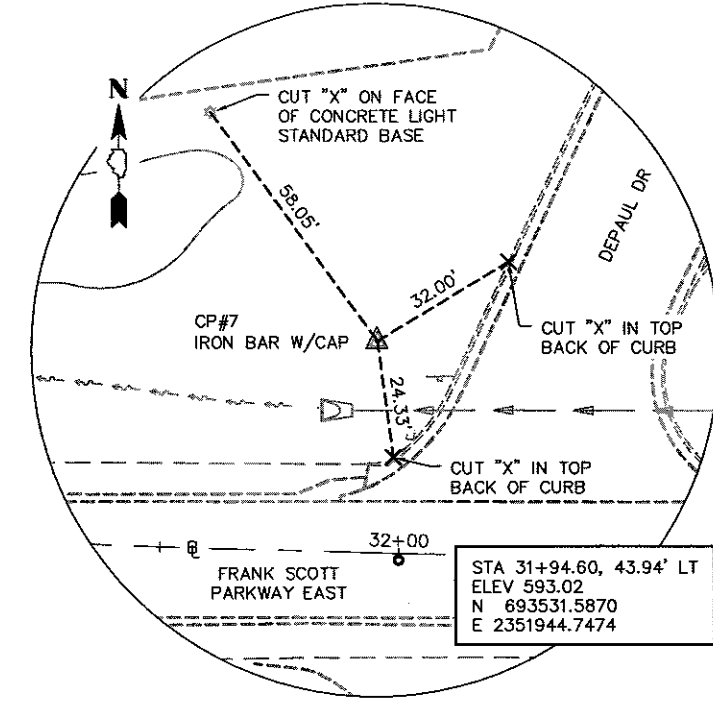 N
CUT "X" ON FACE
OF CONCRETE LIGHT
STANDARD BASE
58.05'
DEPAUL DR
32.00'
CP#7
IRON BAR W/CAP
CUT "X" IN TOP
BACK OF CURB
24.33'
CUT "X" IN TOP
BACK OF CURB
32+00
FRANK SCOTT
PARKWAY EAST
STA 31+94.60, 43.94' LT
ELEV 593.02
N 693531.5870
E 2351944.7474